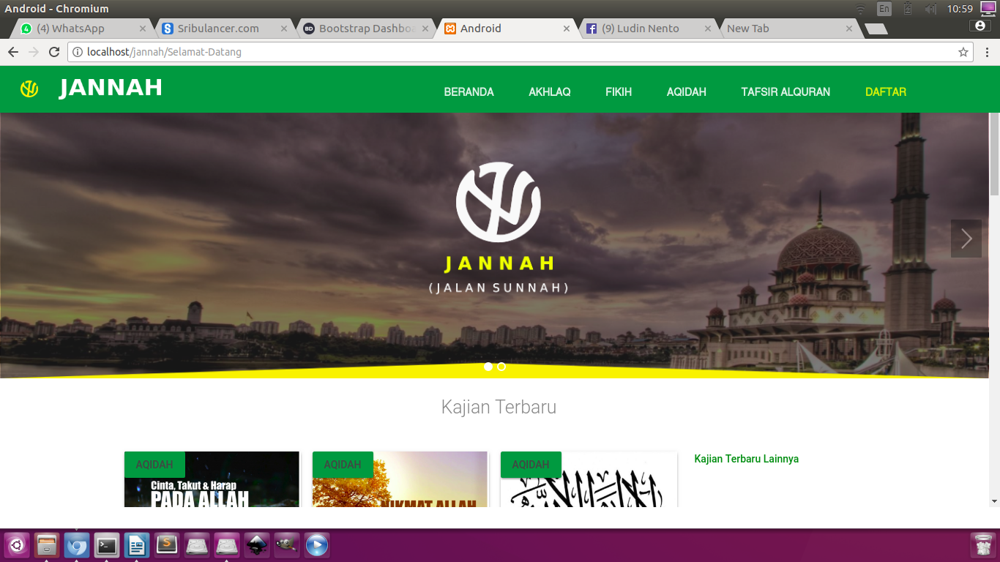 Android - Chromium
En
10:59
(4) WhatsApp
Sribulancer.com
BD
Bootstrap Dashboa
Android
(9) Ludin Nento
New Tab
localhost/jannah/Selamat-Datang
JANNAH
BERANDA
AKHLAQ
FIKIH
AQIDAH
TAFSIR ALQURAN
DAFTAR
JANNAH
(JALAN SUNNAH)
Kajian Terbaru
AQIDAH
Cinta, Takut & Harap
PADA ALLAH
AQIDAH
NIKMAT ALLAH
AQIDAH
Kajian Terbaru Lainnya